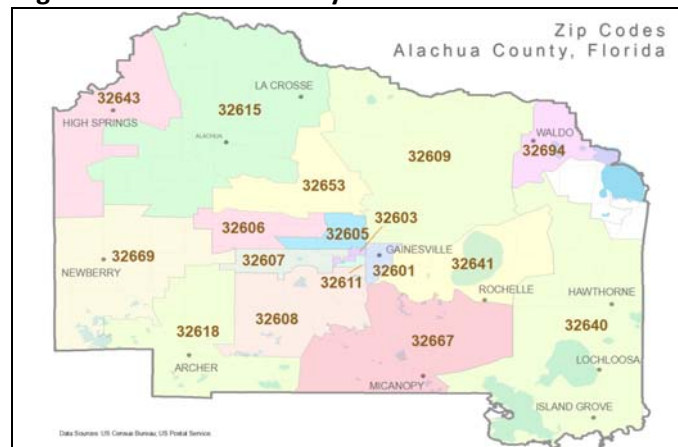 Zip Codes
Alachua County, Florida
LA CROSSE
32643
32615
HIGH SPRINGS
ALACHUA
WALDO
32694
32609
32653
32603
32606
32605
GAINESVILLE
32669
32607
32601
32641
NEWBERRY
32611
ROCHELLE
HAWTHORNE
32608
32640
32618
32667
ARCHER
LOCHLOOSA
MICANOPY
ISLAND GROVE
Data Sources: US Census Bureau, US Postal Service